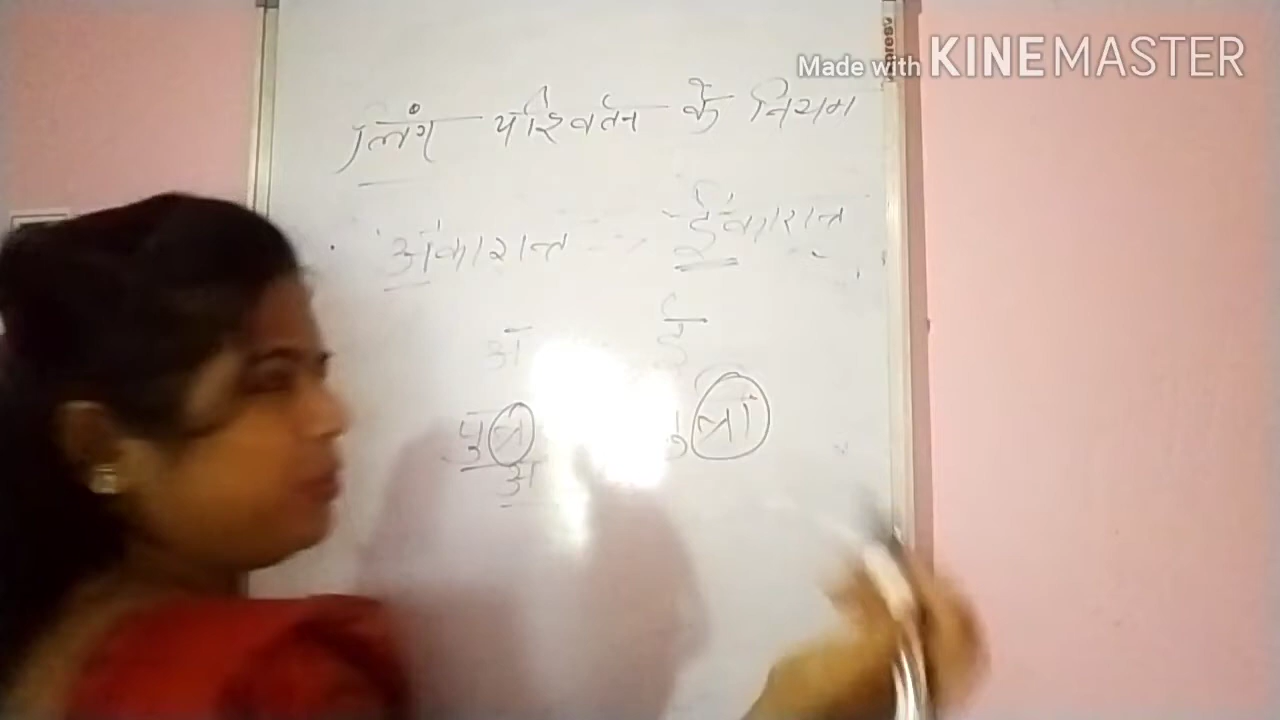 Made with KINEMASTER
लिंग परिवर्तन के नियम
अकारान्त ईकारान्त
अ ई
पुत्र
अ